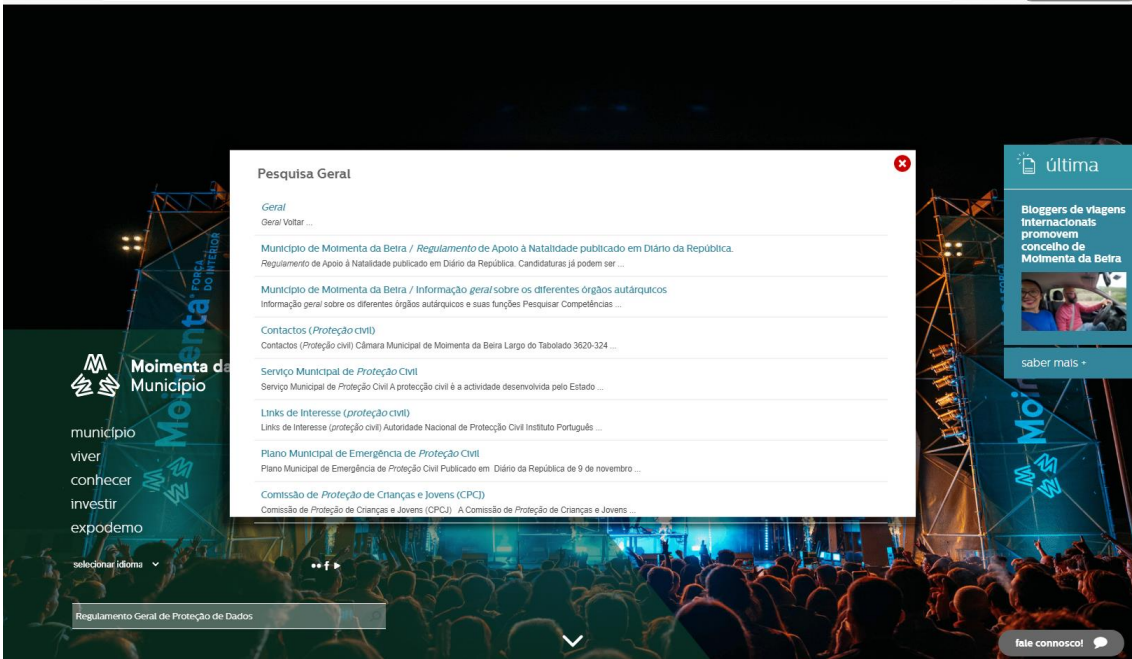 Pesquisa Geral
Geral
Geral Voltar ...
Município de Moimenta da Beira / Regulamento de Apoio à Natalidade publicado em Diário da República.
Regulamento de Apoio à Natalidade publicado em Diário da República. Candidaturas já podem ser ...
Município de Moimenta da Beira / Informação geral sobre os diferentes órgãos autárquicos
Informação geral sobre os diferentes órgãos autárquicos e suas funções Pesquisar Competências ...
Contactos (Proteção civil)
Contactos (Proteção civil) Câmara Municipal de Moimenta da Beira Largo do Tabolado 3620-324 ...
Serviço Municipal de Proteção Civil
Serviço Municipal de Proteção Civil A protecção civil é a actividade desenvolvida pelo Estado ...
Links de Interesse (proteção civil)
Links de Interesse (proteção civil) Autoridade Nacional de Protecção Civil Instituto Português ...
Plano Municipal de Emergência de Proteção Civil
Plano Municipal de Emergência de Proteção Civil Publicado em Diário da República de 9 de novembro ...
Comissão de Proteção de Crianças e Jovens (CPCJ)
Comissão de Proteção de Crianças e Jovens (CPCJ) A Comissão de Proteção de Crianças e Jovens ...
última
Bloggers de viagens
internacionais
promovem
concelho de
Moimenta da Beira
saber mais +
Moimenta da
Município
município
viver
conhecer
investir
expodemo
selecionar idioma
Regulamento Geral de Proteção de Dados
fale connosco!
Moimenta
FORÇA
DO INTERIOR
Moi